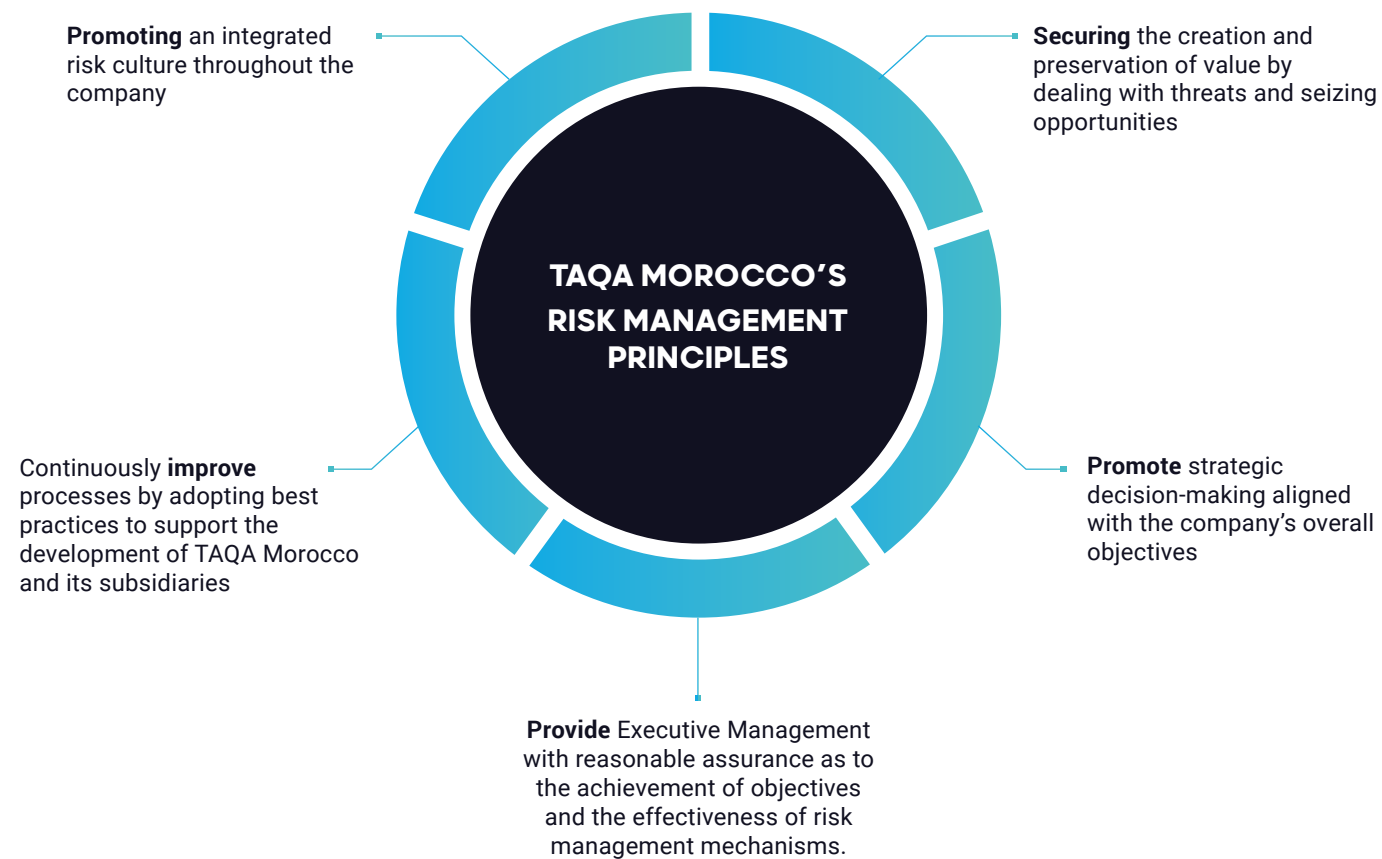 Promoting an integrated
risk culture throughout the
company
Securing the creation and
preservation of value by
dealing with threats and seizing
opportunities
TAQA MOROCCO’S
RISK MANAGEMENT
PRINCIPLES
Continuously improve
processes by adopting best
practices to support the
development of TAQA Morocco
and its subsidiaries
Promote strategic
decision-making aligned
with the company’s overall
objectives
Provide Executive Management
with reasonable assurance as to
the achievement of objectives
and the effectiveness of risk
management mechanisms.